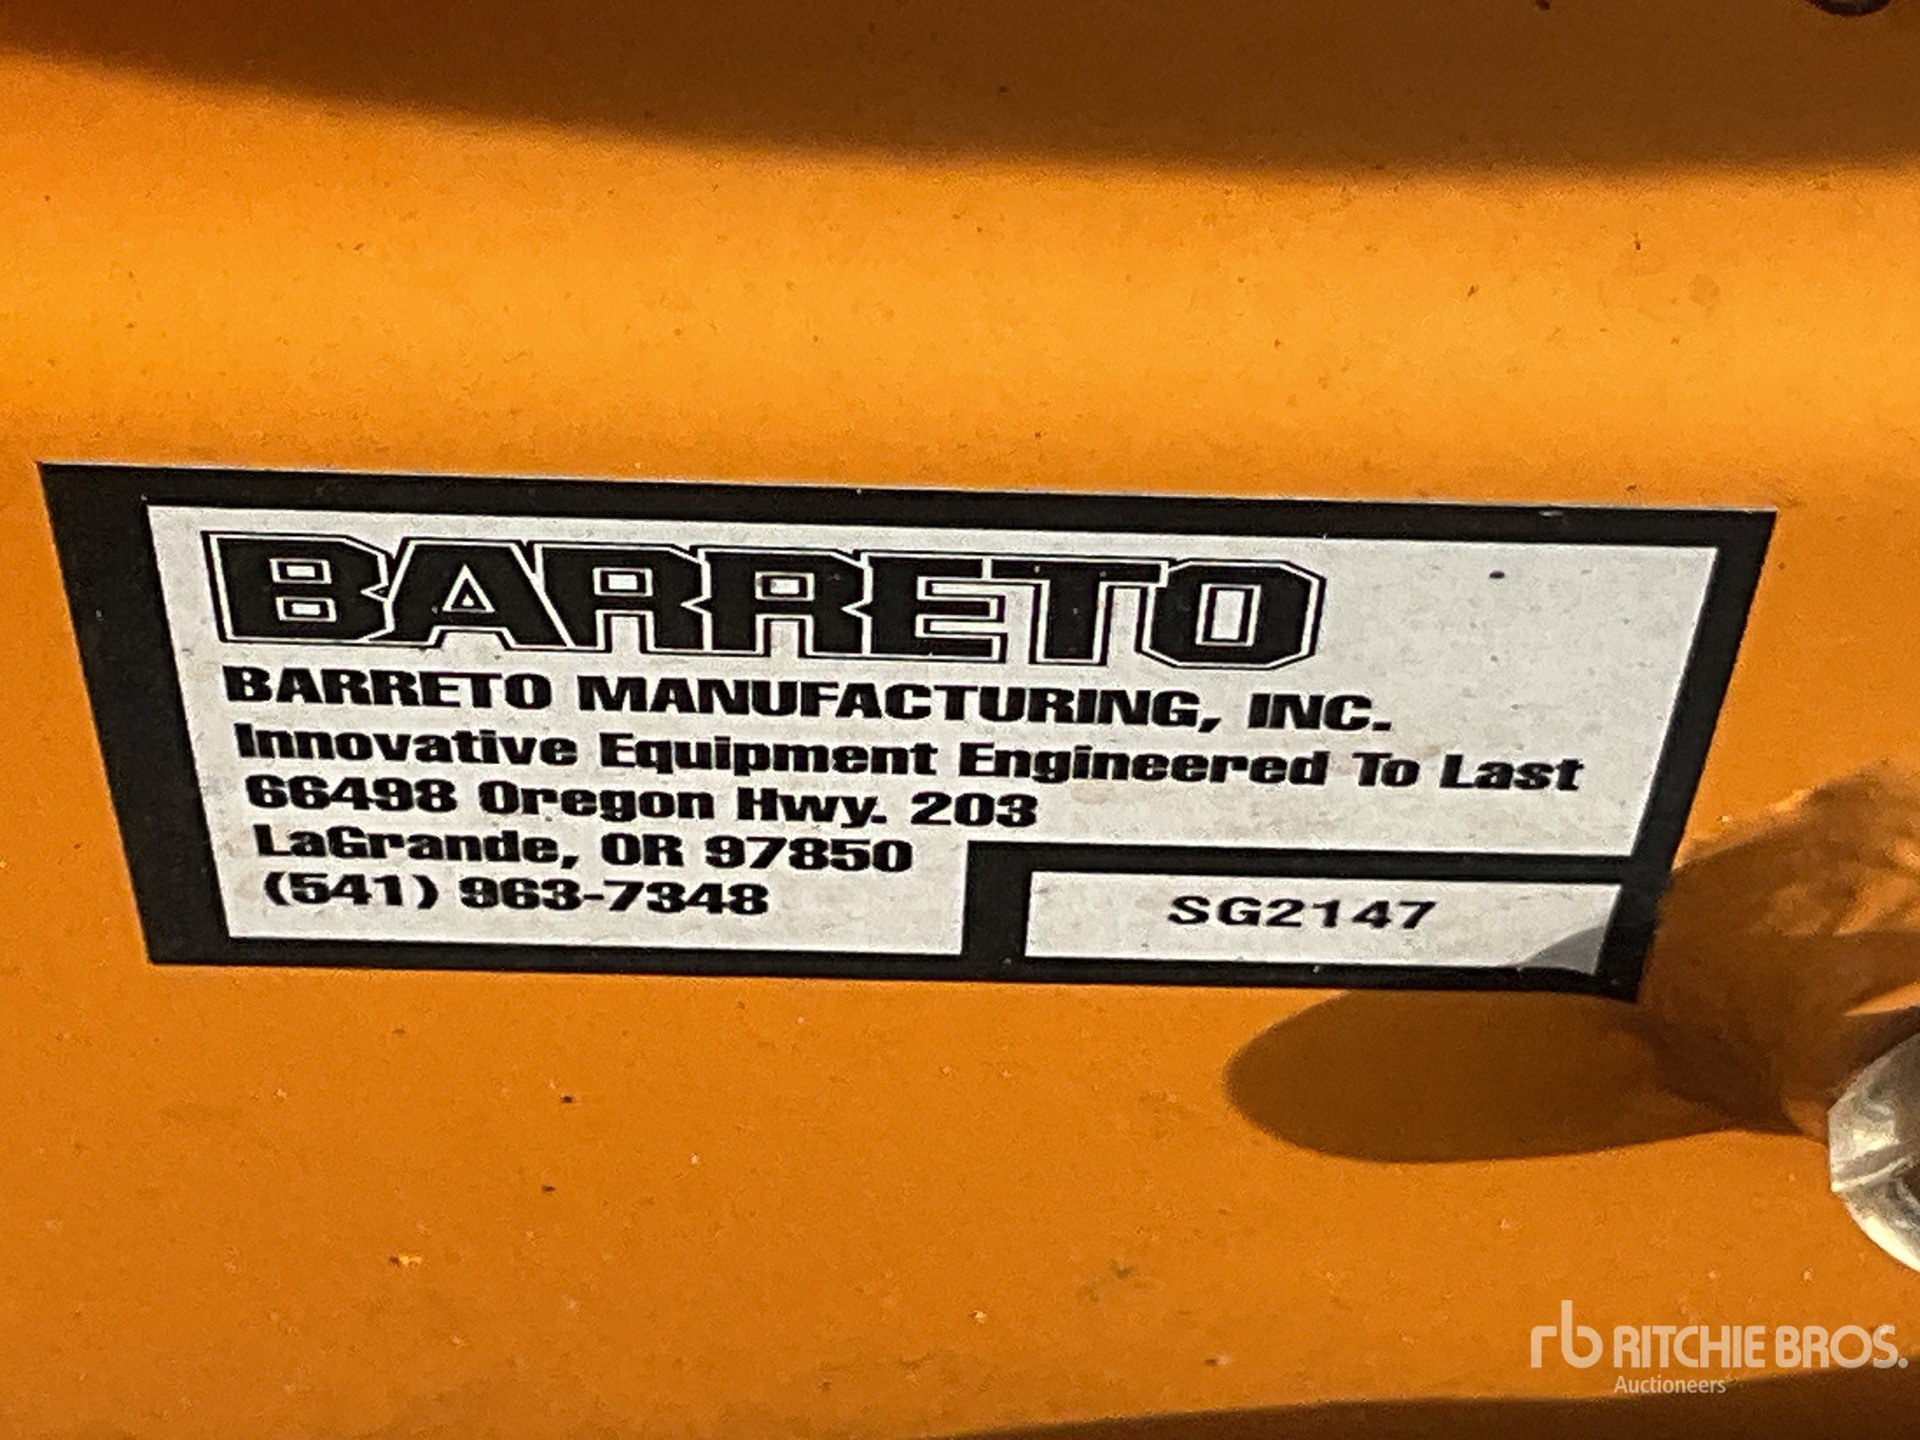 BARRETO
BARRETO MANUFACTURING, INC.
Innovative Equipment Engineered To Last
66498 Oregon Hwy. 203
LaGrande, OR 97850
(541) 963-7348
SG2147
rb RITCHIE BROS.
Auctioneers